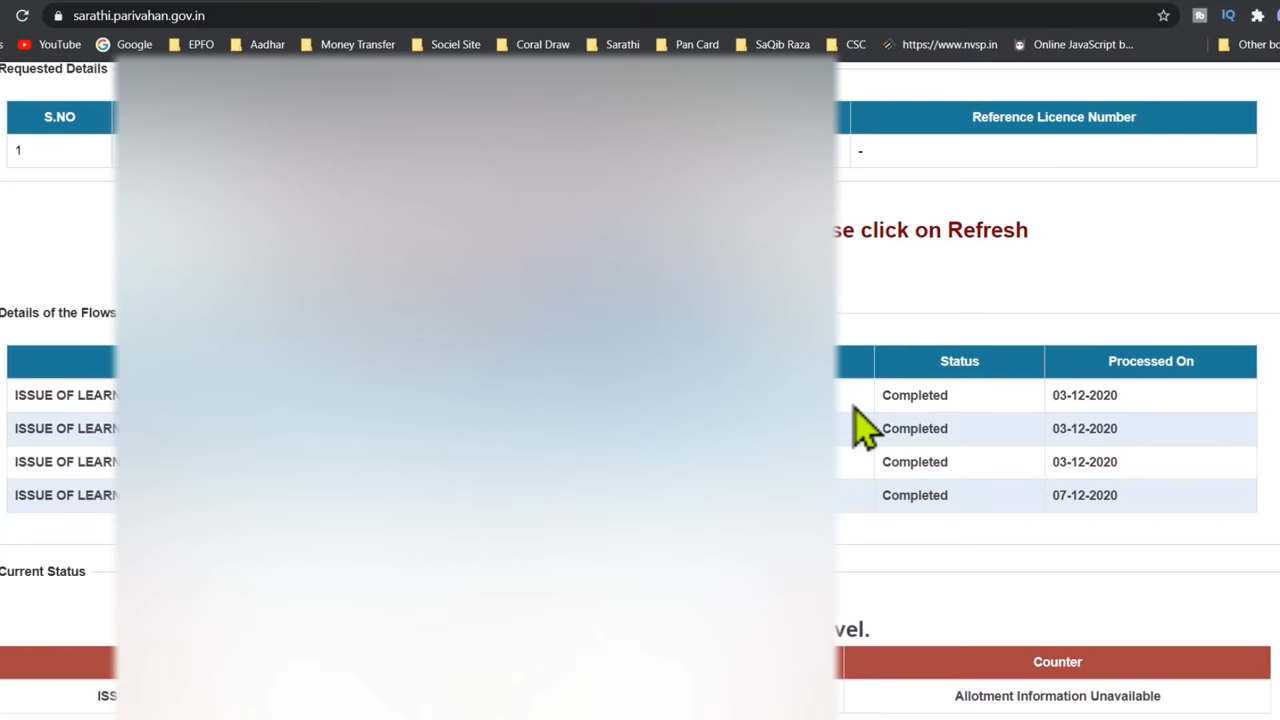 sarathi.parivahan.gov.in
s YouTube Google EPFO Aadhar Money Transfer Sociel Site Coral Draw Sarathi Pan Card SaQib Raza CSC https://www.nvsp.in Online JavaScript b... Other bo
Requested Details
S.NO Reference Licence Number
1 -
se click on Refresh
Details of the Flows
Status Processed On
ISSUE OF LEARN Completed 03-12-2020
ISSUE OF LEARN Completed 03-12-2020
ISSUE OF LEARN Completed 03-12-2020
ISSUE OF LEARN Completed 07-12-2020
Current Status
vel.
Counter
ISS Allotment Information Unavailable